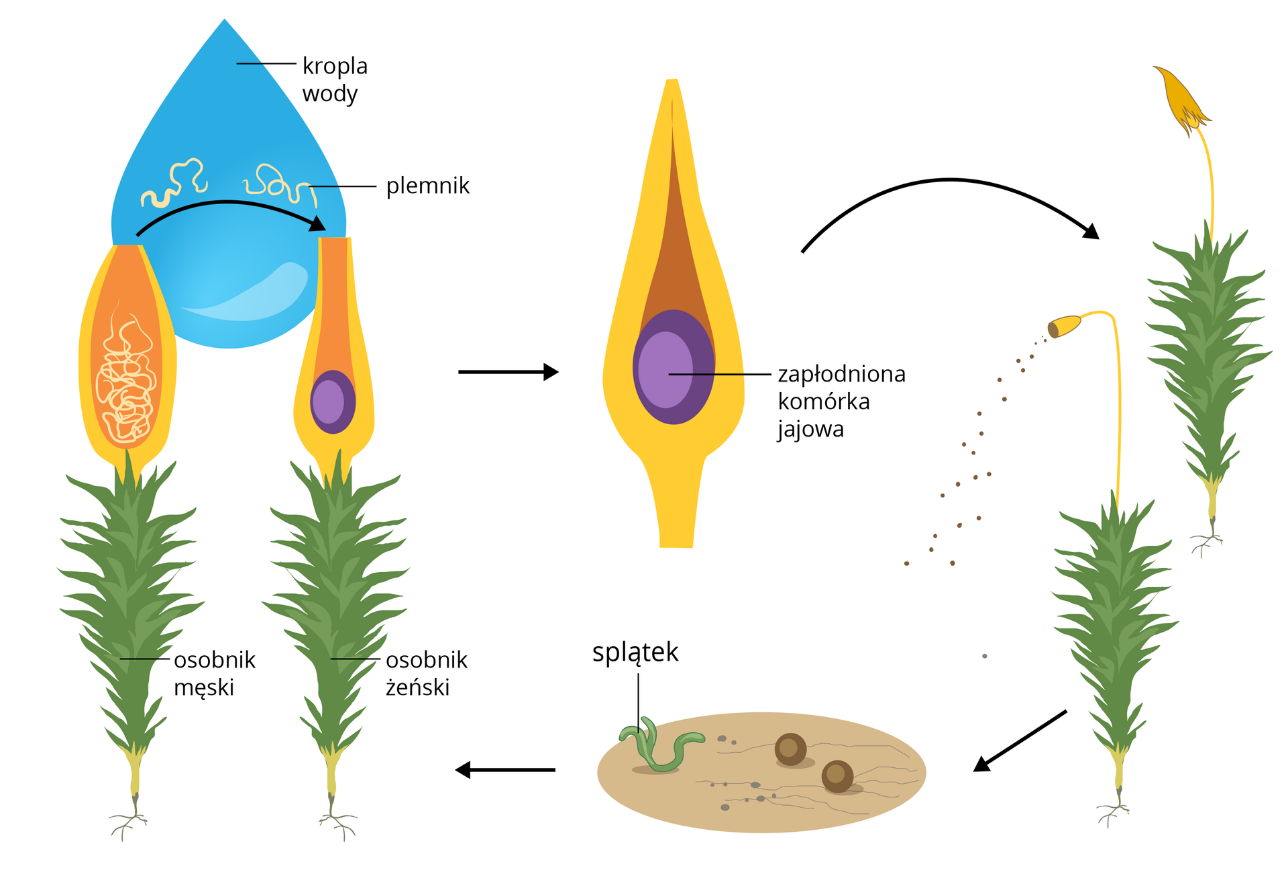 kropla
wody
plemnik
zapłodniona
komórka
jajowa
osobnik
męski
osobnik
żeński
splątek